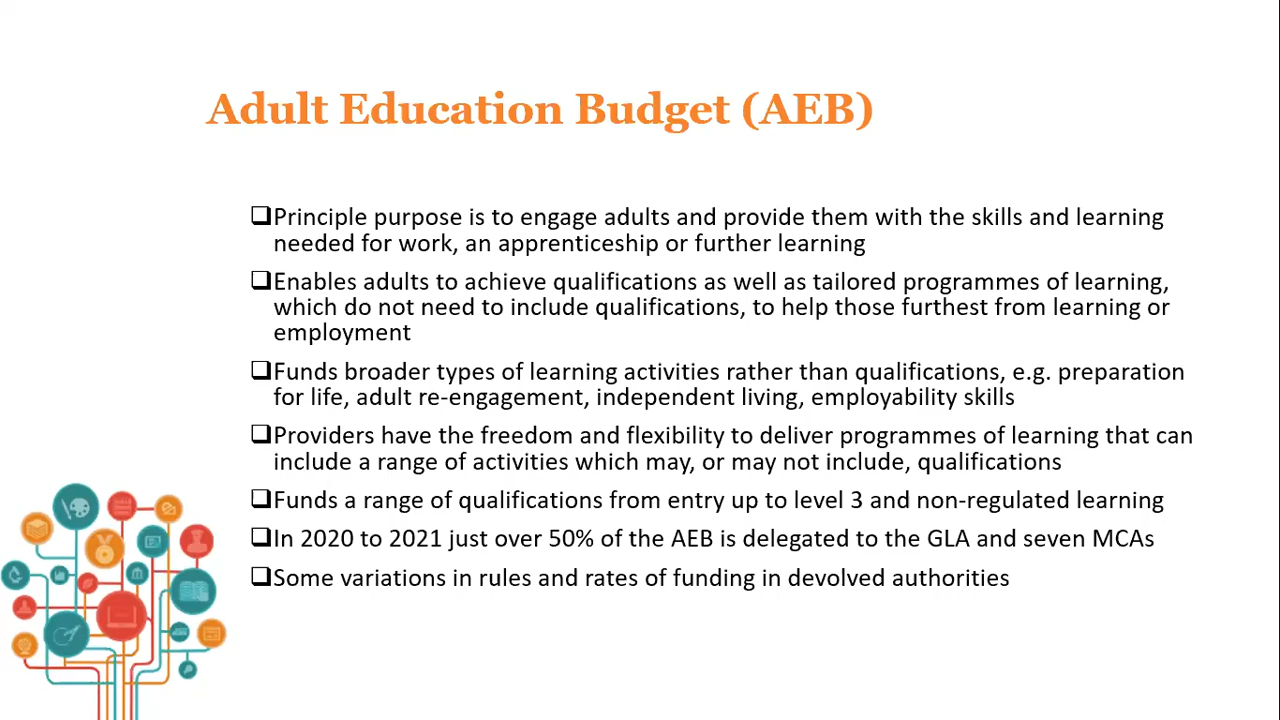 Adult Education Budget (AEB)
❑Principle purpose is to engage adults and provide them with the skills and learning
needed for work, an apprenticeship or further learning
❑Enables adults to achieve qualifications as well as tailored programmes of learning,
which do not need to include qualifications, to help those furthest from learning or
employment
❑Funds broader types of learning activities rather than qualifications, e.g. preparation
for life, adult re-engagement, independent living, employability skills
❑Providers have the freedom and flexibility to deliver programmes of learning that can
include a range of activities which may, or may not include, qualifications
❑Funds a range of qualifications from entry up to level 3 and non-regulated learning
❑In 2020 to 2021 just over 50% of the AEB is delegated to the GLA and seven MCAs
❑Some variations in rules and rates of funding in devolved authorities